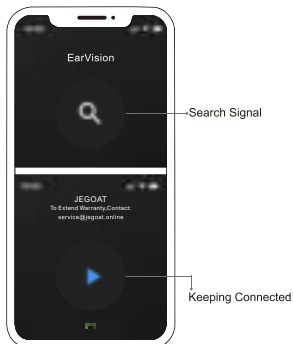 EarVision
Search Signal
JEGOAT
To Extend Warranty,Contact:
service@jegoat.online
Keeping Connected